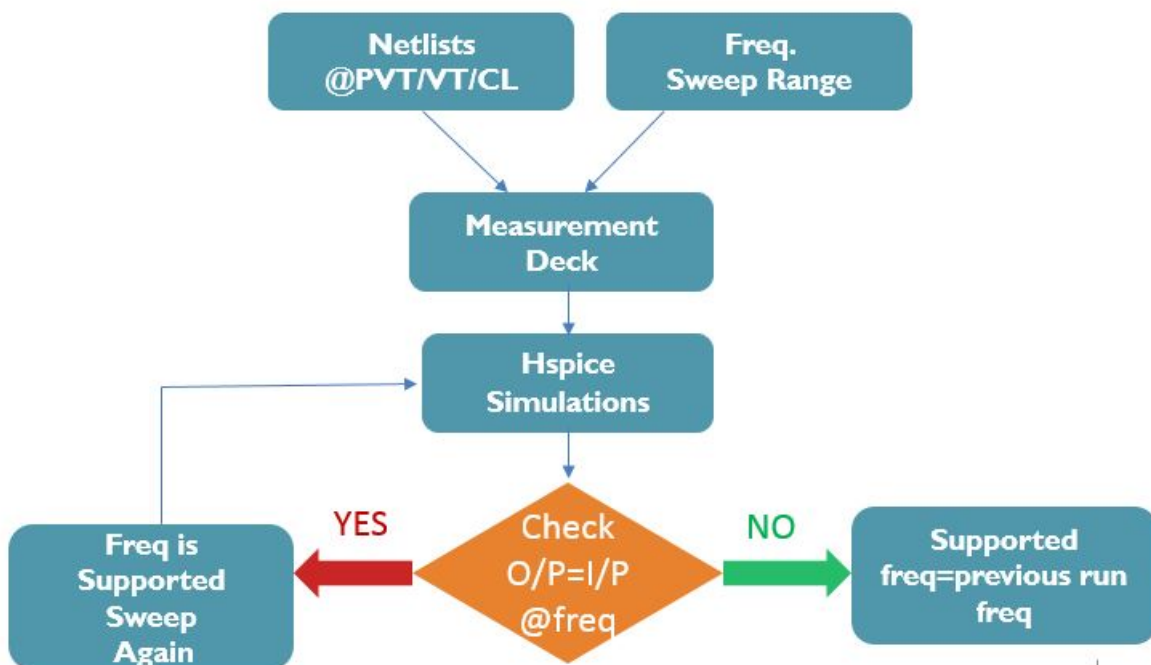 Netlists
@PVT/VT/CL
Freq.
Sweep Range
Measurement
Deck
Hspice
Simulations
YES
Check
O/P=I/P
@freq
NO
Freq is
Supported
Sweep
Again
Supported
freq=previous run
freq